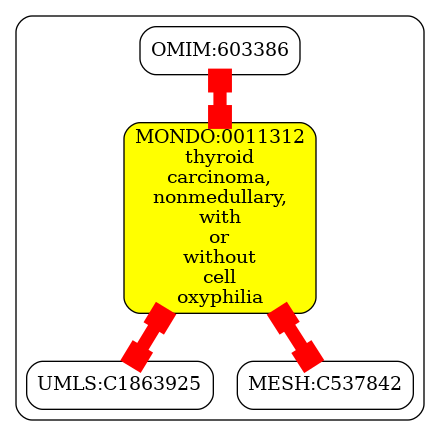 OMIM:603386
MONDO:0011312
thyroid
carcinoma,
nonmedullary,
with
or
without
cell
oxyphilia
UMLS:C1863925
MESH:C537842